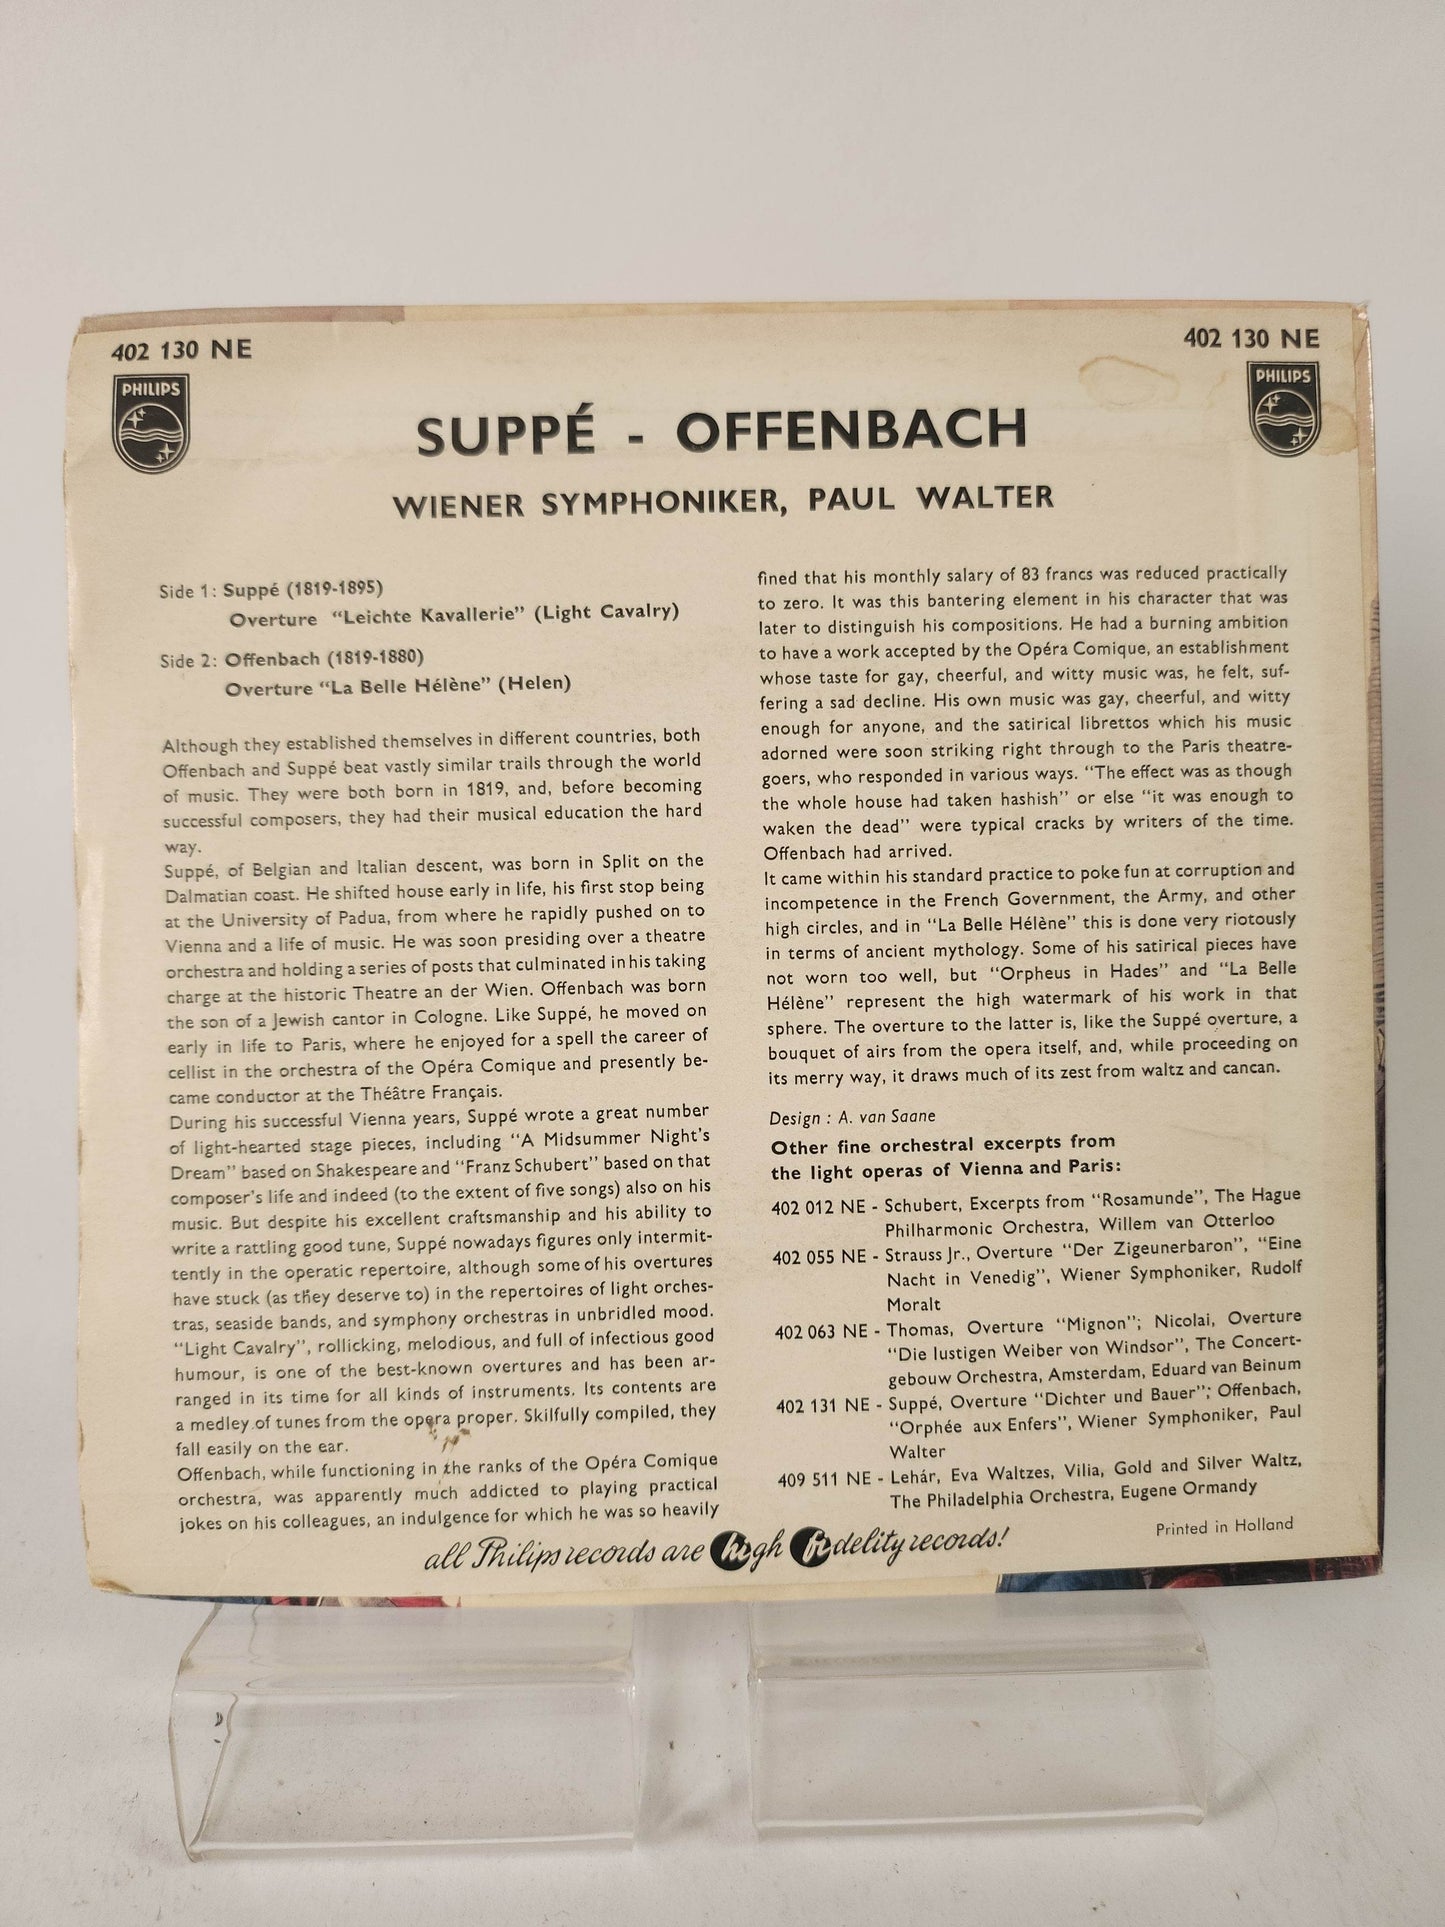 402 130 NE
402 130 NE
PHILIPS
PHILIPS
SUPPÉ - OFFENBACH
WIENER SYMPHONIKER, PAUL WALTER
Side 1: Suppé (1819-1895)
Overture "Leichte Kavallerie" (Light Cavalry)
Side 2: Offenbach (1819-1880)
Overture "La Belle Hélène" (Helen)
Although they established themselves in different countries, both
Offenbach and Suppé beat vastly similar trails through the world
of music. They were both born in 1819, and, before becoming
successful composers, they had their musical education the hard
way.
Suppé, of Belgian and Italian descent, was born in Split on the
Dalmatian coast. He shifted house early in life, his first stop being
at the University of Padua, from where he rapidly pushed on to
Vienna and a life of music. He was soon presiding over a theatre
orchestra and holding a series of posts that culminated in his taking
charge at the historic Theatre an der Wien. Offenbach was born
the son of a Jewish cantor in Cologne. Like Suppé, he moved on
early in life to Paris, where he enjoyed for a spell the career of
cellist in the orchestra of the Opéra Comique and presently be-
came conductor at the Théâtre Français.
During his successful Vienna years, Suppé wrote a great number
of light-hearted stage pieces, including "A Midsummer Night's
Dream" based on Shakespeare and "Franz Schubert" based on that
composer's life and indeed (to the extent of five songs) also on his
music. But despite his excellent craftsmanship and his ability to
write a rattling good tune, Suppé nowadays figures only intermit-
tently in the operatic repertoire, although some of his overtures
have stuck (as they deserve to) in the repertoires of light orches-
tras, seaside bands, and symphony orchestras in unbridled mood.
"Light Cavalry", rollicking, melodious, and full of infectious good
humour, is one of the best-known overtures and has been ar-
ranged in its time for all kinds of instruments. Its contents are
a medley of tunes from the opera proper. Skilfully compiled, they
fall easily on the ear.
Offenbach, while functioning in the ranks of the Opéra Comique
orchestra, was apparently much addicted to playing practical
jokes on his colleagues, an indulgence for which he was so heavily
fined that his monthly salary of 83 francs was reduced practically
to zero. It was this bantering element in his character that was
later to distinguish his compositions. He had a burning ambition
to have a work accepted by the Opéra Comique, an establishment
whose taste for gay, cheerful, and witty music was, he felt, suf-
fering a sad decline. His own music was gay, cheerful, and witty
enough for anyone, and the satirical librettos which his music
adorned were soon striking right through to the Paris theatre-
goers, who responded in various ways. "The effect was as though
the whole house had taken hashish" or else "it was enough to
waken the dead" were typical cracks by writers of the time.
Offenbach had arrived.
It came within his standard practice to poke fun at corruption and
incompetence in the French Government, the Army, and other
high circles, and in "La Belle Hélène" this is done very riotously
in terms of ancient mythology. Some of his satirical pieces have
not worn too well, but "Orpheus in Hades" and "La Belle
Hélène" represent the high watermark of his work in that
sphere. The overture to the latter is, like the Suppé overture, a
bouquet of airs from the opera itself, and, while proceeding on
its merry way, it draws much of its zest from waltz and cancan.
Design : A. van Saane
Other fine orchestral excerpts from
the light operas of Vienna and Paris:
402 012 NE - Schubert, Excerpts from "Rosamunde", The Hague
Philharmonic Orchestra, Willem van Otterloo
402 055 NE - Strauss Jr., Overture "Der Zigeunerbaron", "Eine
Nacht in Venedig", Wiener Symphoniker, Rudolf
Moralt
402 063 NE - Thomas, Overture "Mignon"; Nicolai, Overture
"Die lustigen Weiber von Windsor", The Concert-
gebouw Orchestra, Amsterdam, Eduard van Beinum
402 131 NE - Suppé, Overture "Dichter und Bauer"; Offenbach,
"Orphée aux Enfers", Wiener Symphoniker, Paul
Walter
409 511 NE - Lehár, Eva Waltzes, Vilia, Gold and Silver Waltz,
The Philadelphia Orchestra, Eugene Ormandy
Printed in Holland
all Philips records are high fidelity records!